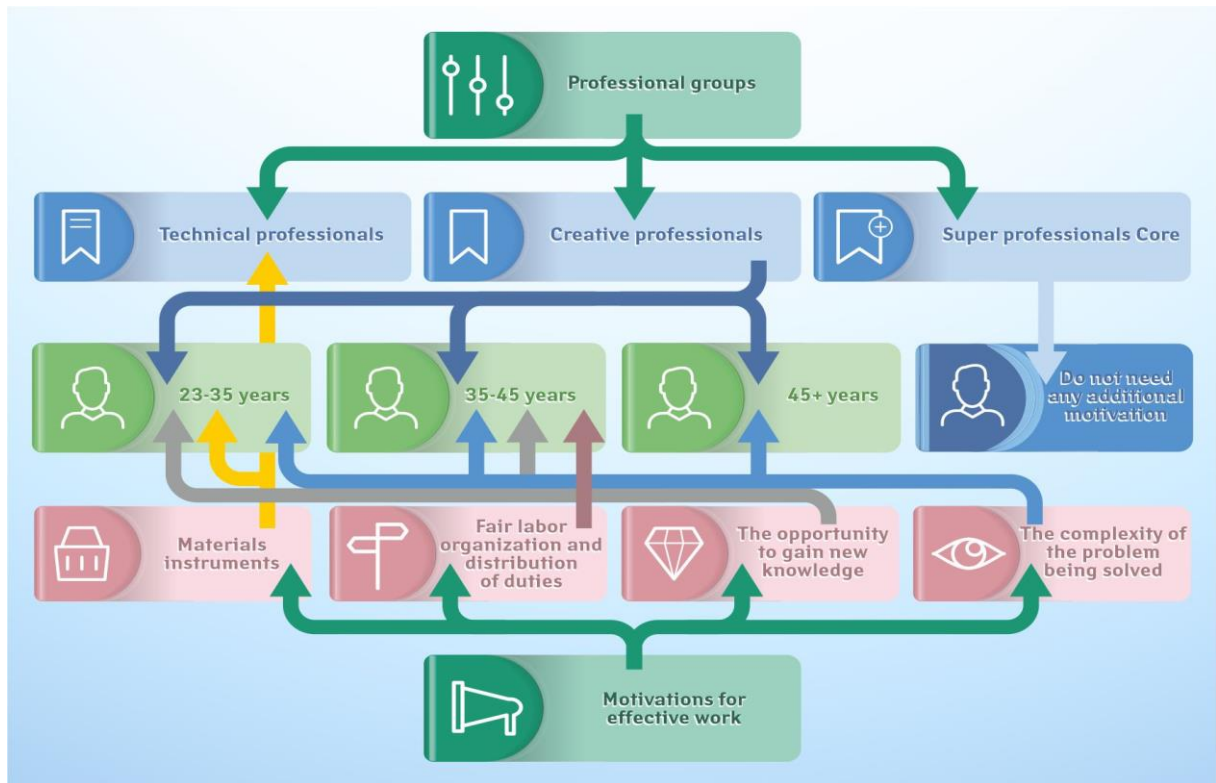 Professional groups
Technical professionals
Creative professionals
Super professionals Core
23-35 years
35-45 years
45+ years
Do not need
any additional
motivation
Materials
instruments
Fair labor
organization and
distribution
of duties
The opportunity
to gain new
knowledge
The complexity of
the problem
being solved
Motivations for
effective work